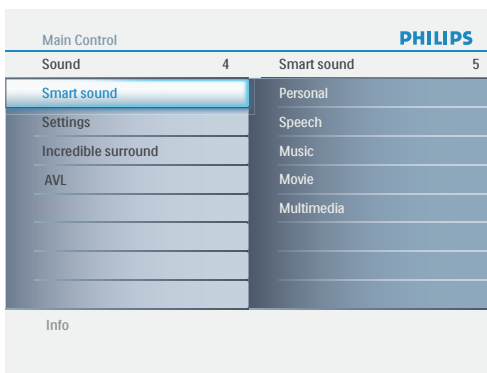 Main Control PHILIPS
Sound 4 Smart sound 5
Smart sound Personal
Settings Speech
Incredible surround Music
AVL Movie
Multimedia
Info